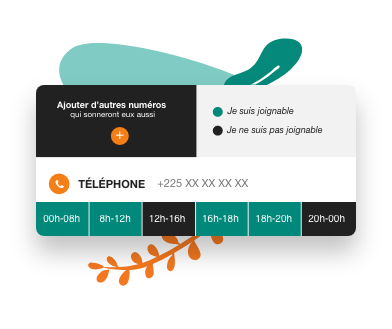 Ajouter d'autres numéros
qui sonneront eux aussi
Je suis joignable
Je ne suis pas joignable
TÉLÉPHONE +225 XX XX XX XX
00h-08h 8h-12h 12h-16h 16h-18h 18h-20h 20h-00h